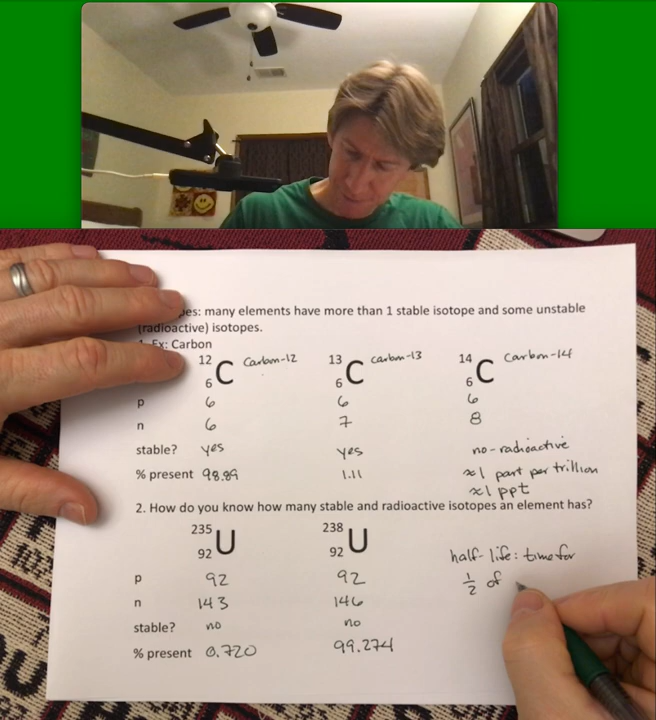 es: many elements have more than 1 stable isotope and some unstable
(radioactive) isotopes.
Ex: Carbon
12 6 C Carbon-12 13 6 C carbon-13 14 6 C carbon-14
p 6 6 6
n 6 7 8
stable? yes yes no-radioactive
% present 98.89 1.11 ≈1 part per trillion
≈1 ppt
2. How do you know how many stable and radioactive isotopes an element has?
235 92 U 238 92 U half-life: time for
p 92 92 1/2 of
n 143 146
stable? no no
% present 0.720 99.274